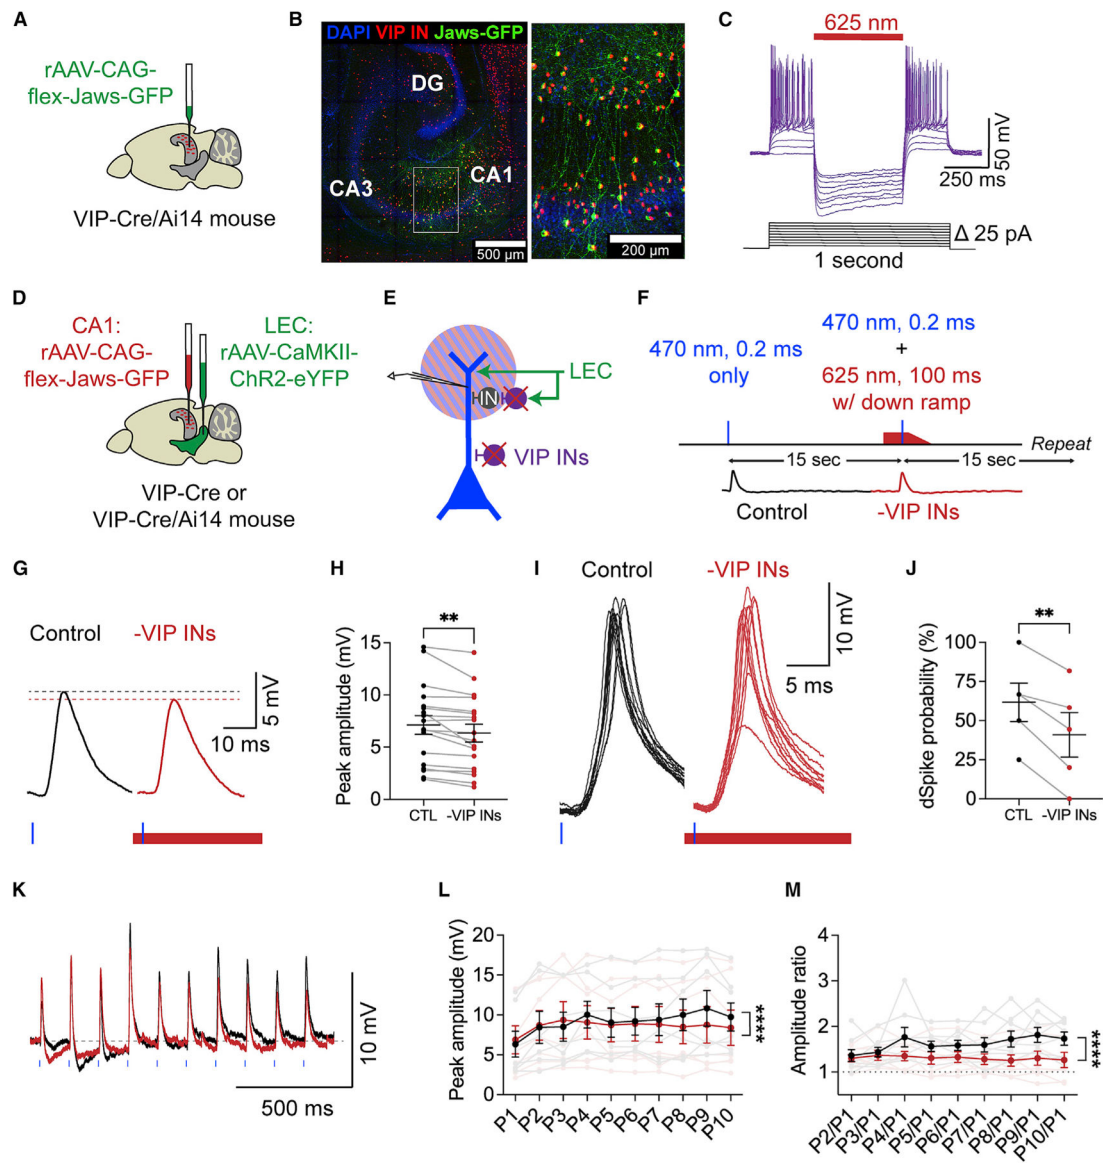 A
rAAV-CAG-
flex-Jaws-GFP
VIP-Cre/Ai14 mouse
B
DAPI VIP IN Jaws-GFP
DG
CA3
CA1
500 µm
200 µm
C
625 nm
50 mV
250 ms
Δ 25 pA
1 second
D
CA1:
rAAV-CAG-
flex-Jaws-GFP
LEC:
rAAV-CaMKII-
ChR2-eYFP
VIP-Cre or
VIP-Cre/Ai14 mouse
E
LEC
IN
VIP INs
F
470 nm, 0.2 ms
only
470 nm, 0.2 ms
+
625 nm, 100 ms
w/ down ramp
Repeat
15 sec
15 sec
Control
-VIP INs
G
Control
-VIP INs
5 mV
10 ms
H
**
Peak amplitude (mV)
15
10
5
0
CTL
-VIP INs
I
Control
-VIP INs
10 mV
5 ms
J
**
dSpike probability (%)
100
75
50
25
0
CTL
-VIP INs
K
10 mV
500 ms
L
Peak amplitude (mV)
20
15
10
5
0
****
P1
P2
P3
P4
P5
P6
P7
P8
P9
P10
M
Amplitude ratio
4
3
2
1
****
P2/P1
P3/P1
P4/P1
P5/P1
P6/P1
P7/P1
P8/P1
P9/P1
P10/P1